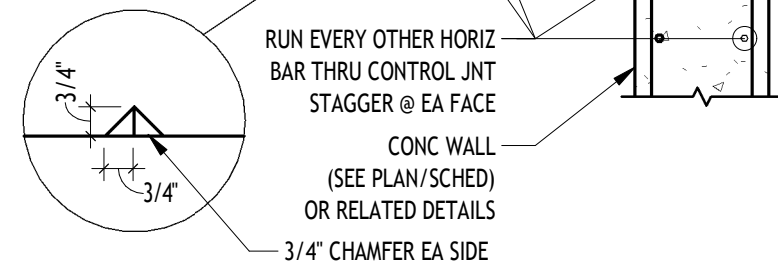 3/4"
3/4"
RUN EVERY OTHER HORIZ
BAR THRU CONTROL JNT
STAGGER @ EA FACE
CONC WALL
(SEE PLAN/SCHED)
OR RELATED DETAILS
3/4" CHAMFER EA SIDE